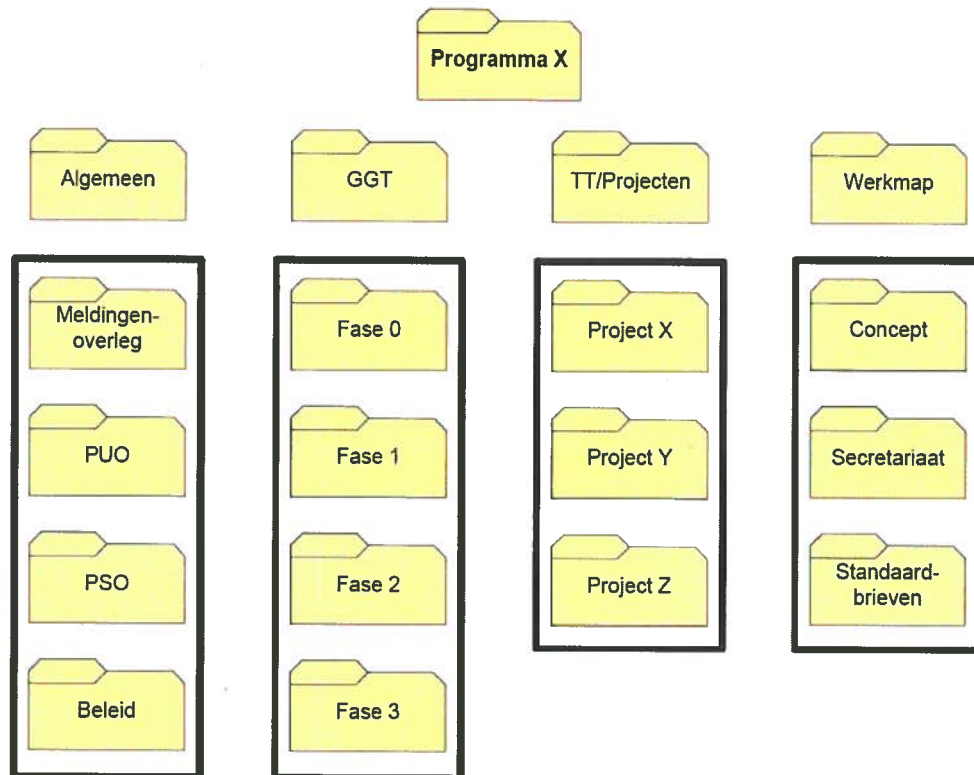 Programma X
Algemeen
GGT
TT/Projecten
Werkmap
Meldingen-
overleg
PUO
PSO
Beleid
Fase 0
Fase 1
Fase 2
Fase 3
Project X
Project Y
Project Z
Concept
Secretariaat
Standaard-
brieven